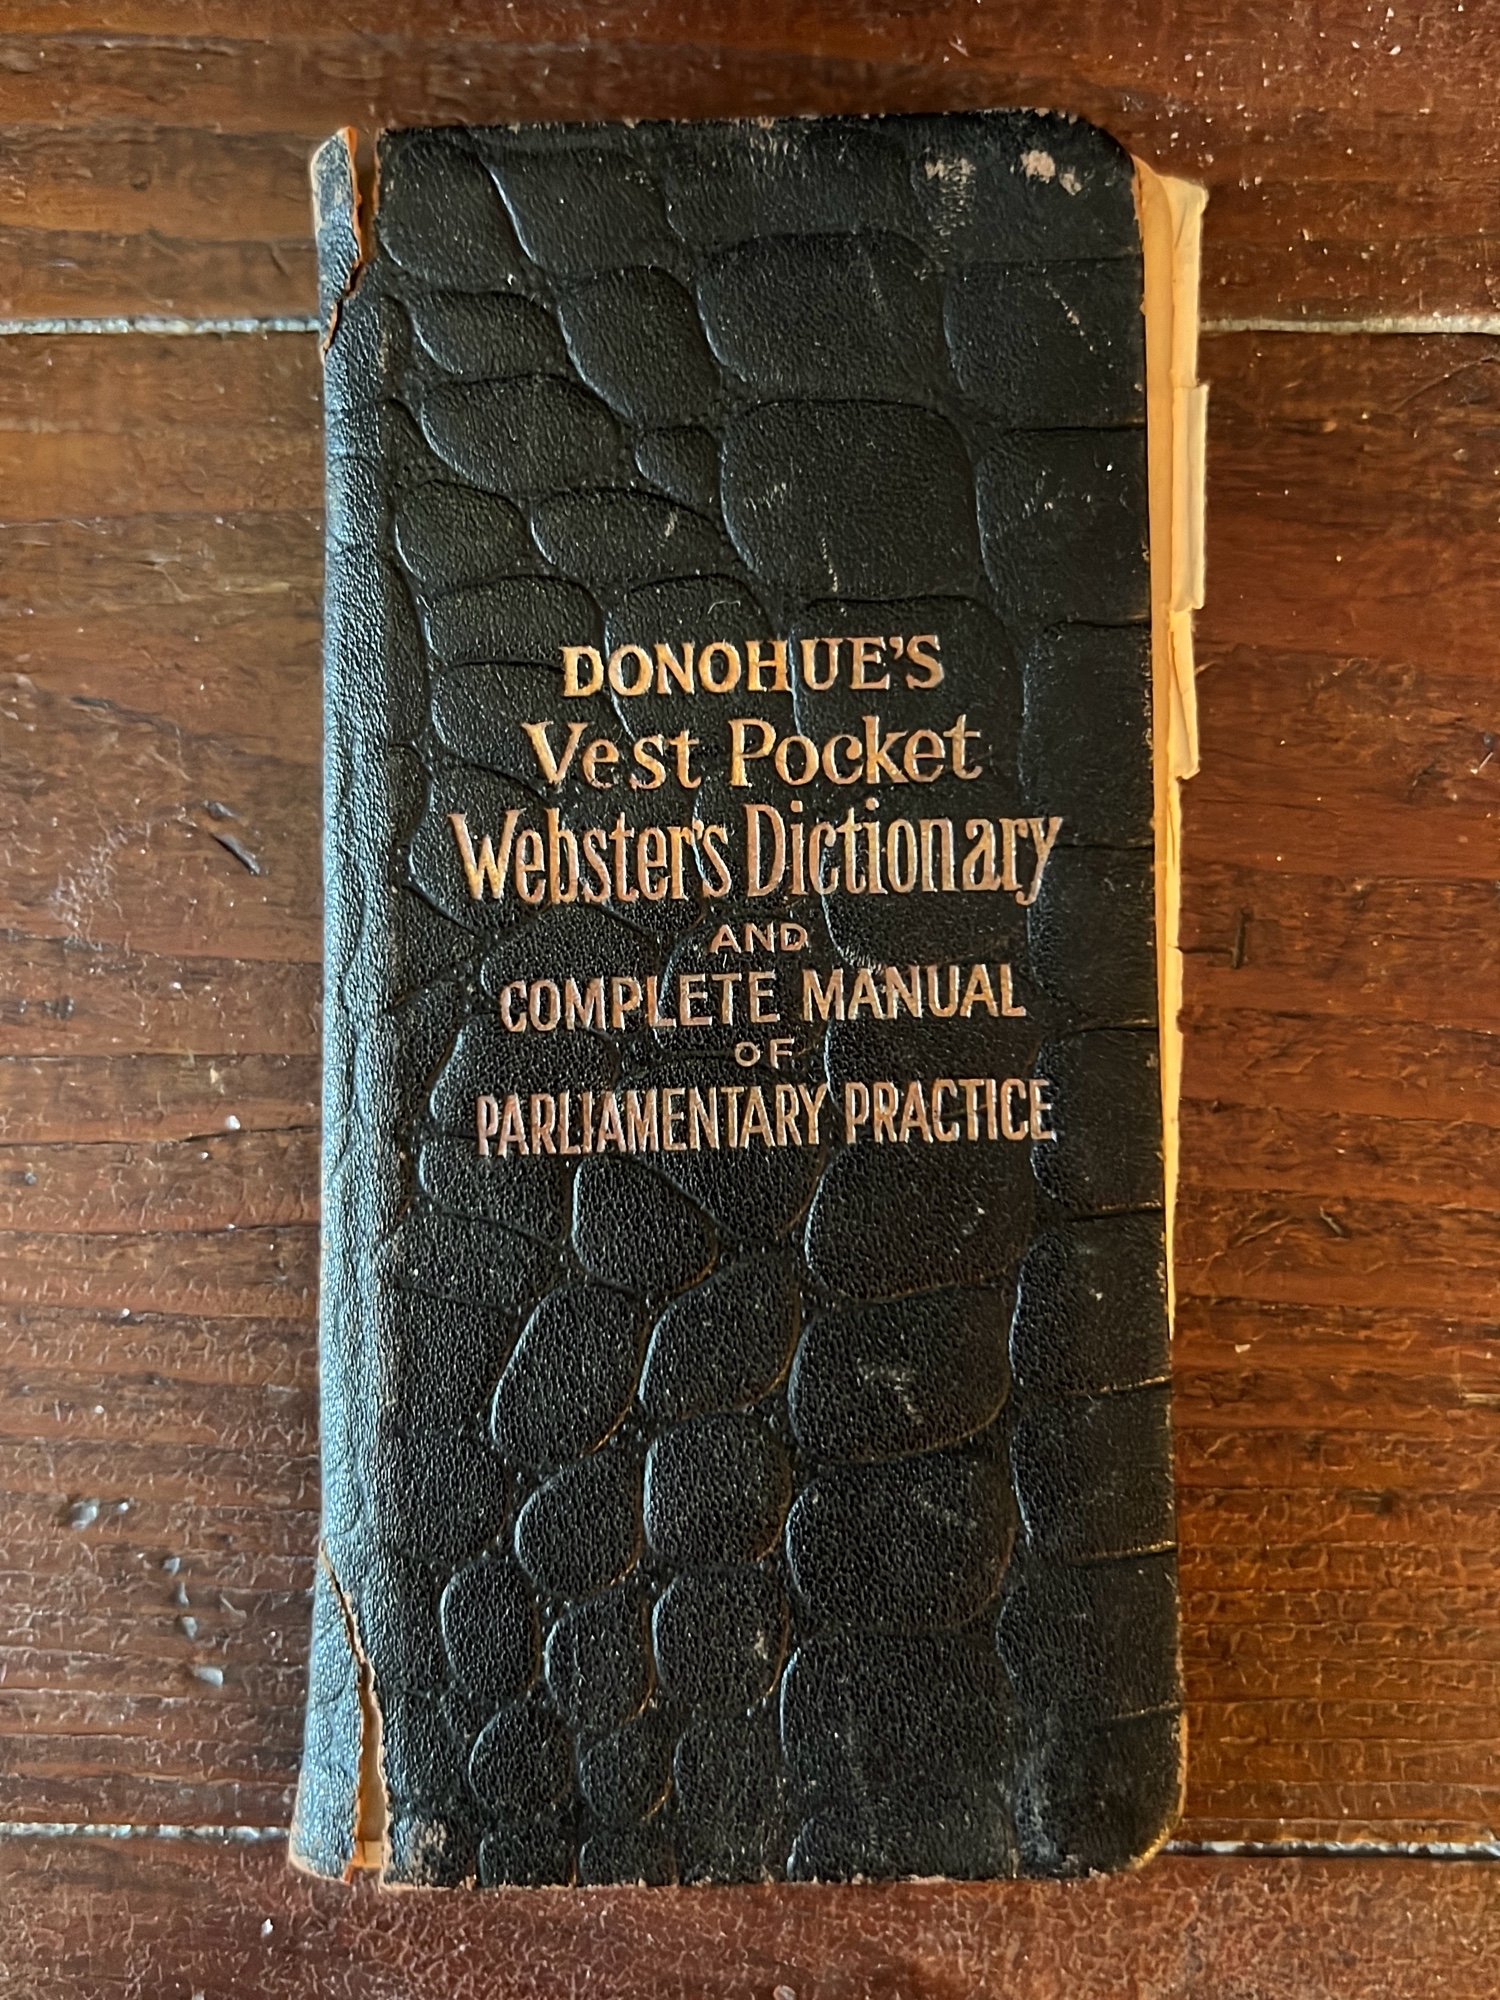 DONOHUE'S
Vest Pocket
Webster's Dictionary
AND
COMPLETE MANUAL
OF
PARLIAMENTARY PRACTICE